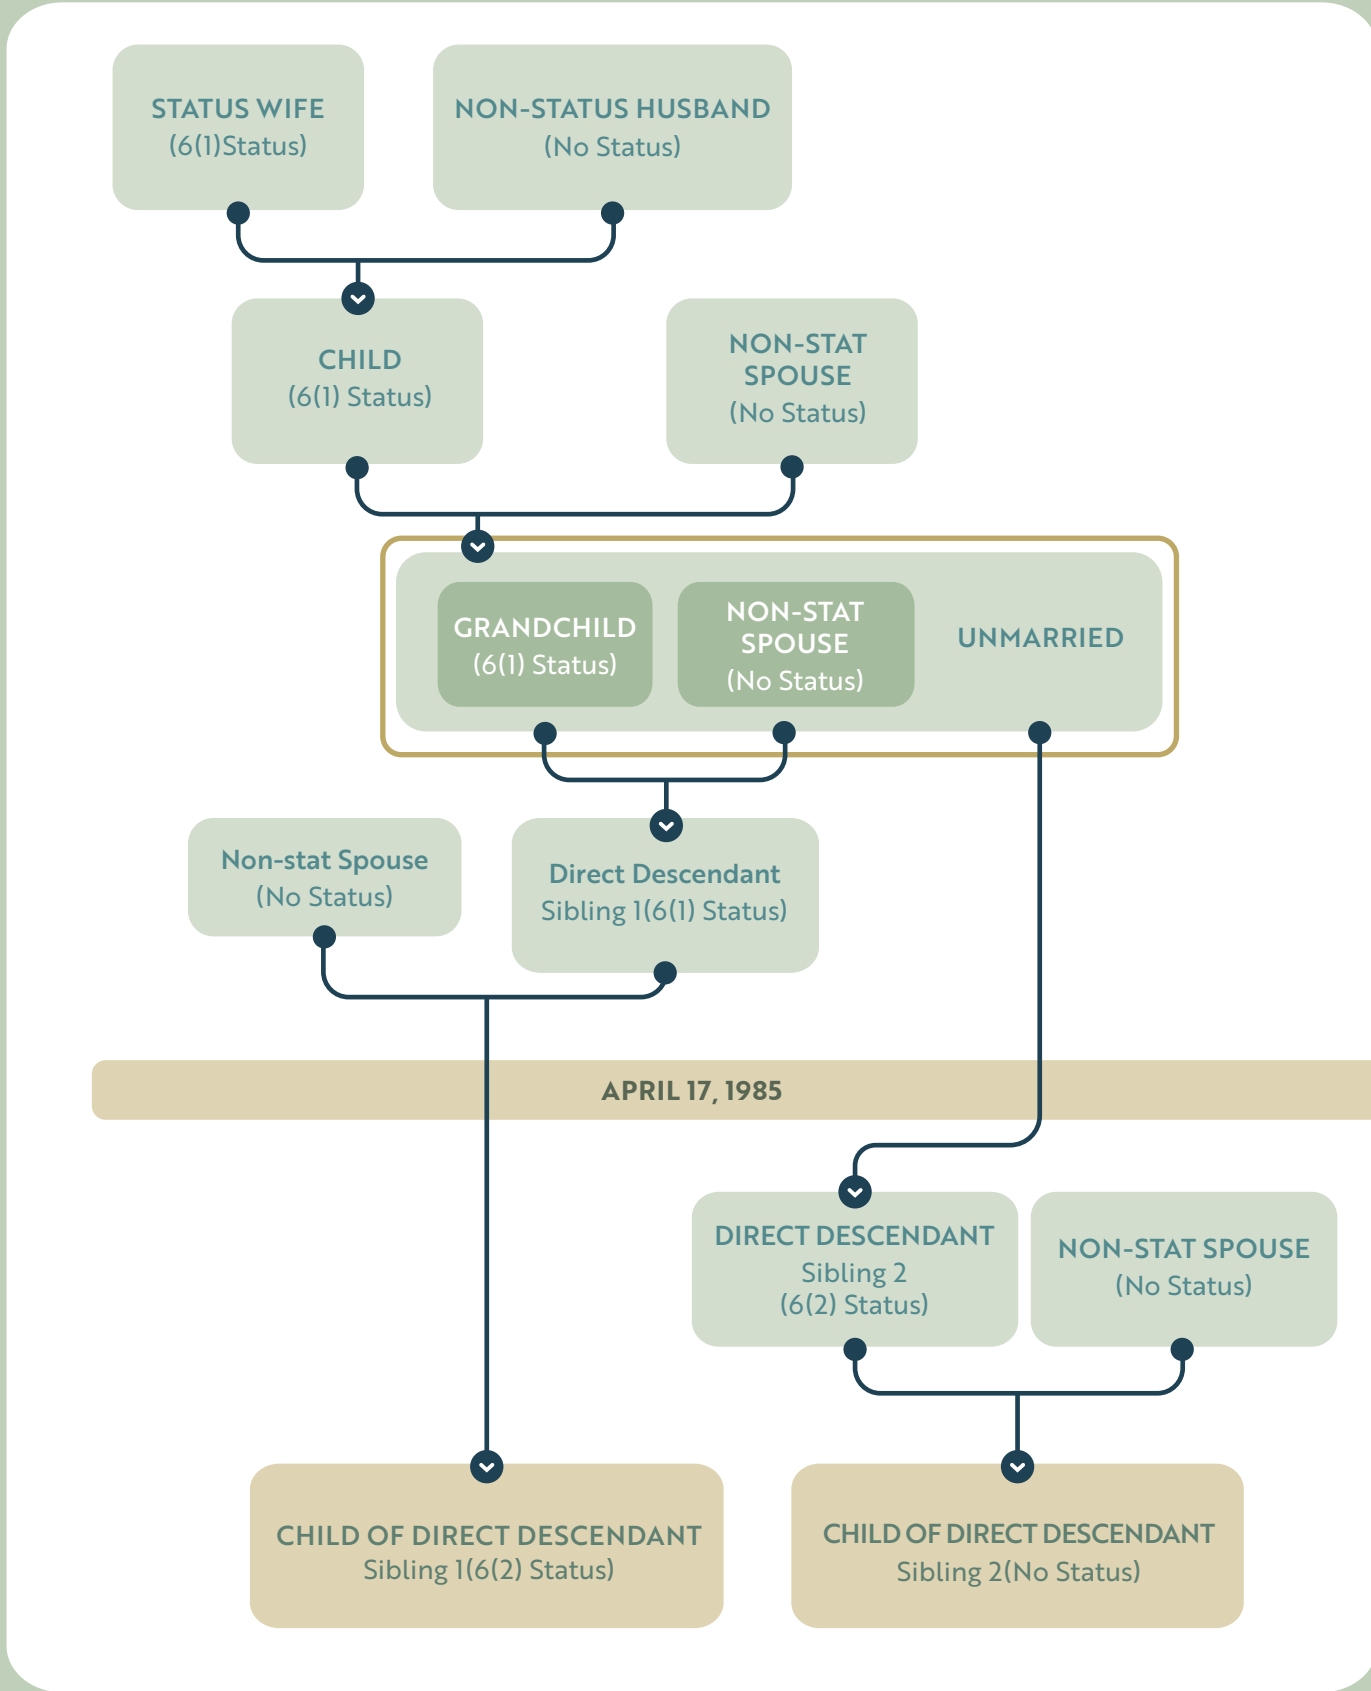 STATUS WIFE
(6(1)Status)
NON-STATUS HUSBAND
(No Status)
CHILD
(6(1) Status)
NON-STAT
SPOUSE
(No Status)
GRANDCHILD
(6(1) Status)
NON-STAT
SPOUSE
(No Status)
UNMARRIED
Non-stat Spouse
(No Status)
Direct Descendant
Sibling 1(6(1) Status)
APRIL 17, 1985
DIRECT DESCENDANT
Sibling 2
(6(2) Status)
NON-STAT SPOUSE
(No Status)
CHILD OF DIRECT DESCENDANT
Sibling 1(6(2) Status)
CHILD OF DIRECT DESCENDANT
Sibling 2(No Status)